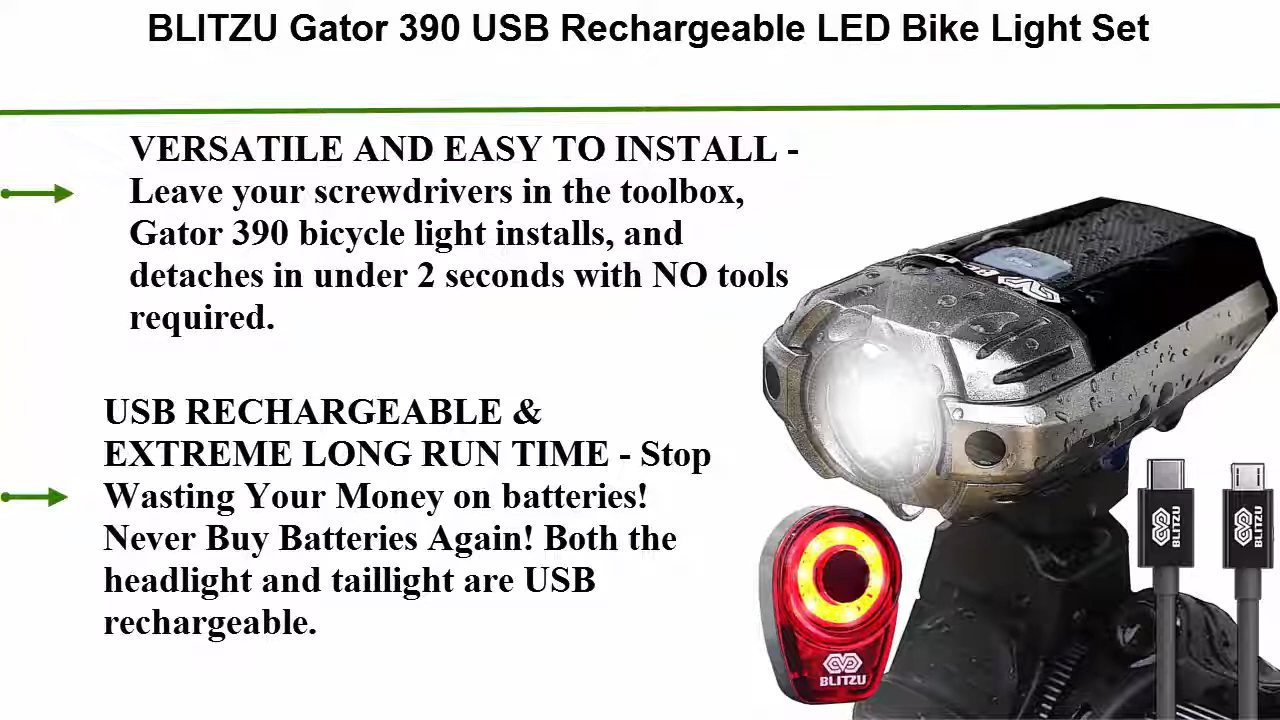 BLITZU Gator 390 USB Rechargeable LED Bike Light Set
VERSATILE AND EASY TO INSTALL -
Leave your screwdrivers in the toolbox,
Gator 390 bicycle light installs, and
detaches in under 2 seconds with NO tools
required.
USB RECHARGEABLE &
EXTREME LONG RUN TIME - Stop
Wasting Your Money on batteries!
Never Buy Batteries Again! Both the
headlight and taillight are USB
rechargeable.
BLITZU
BLITZU
BLITZU